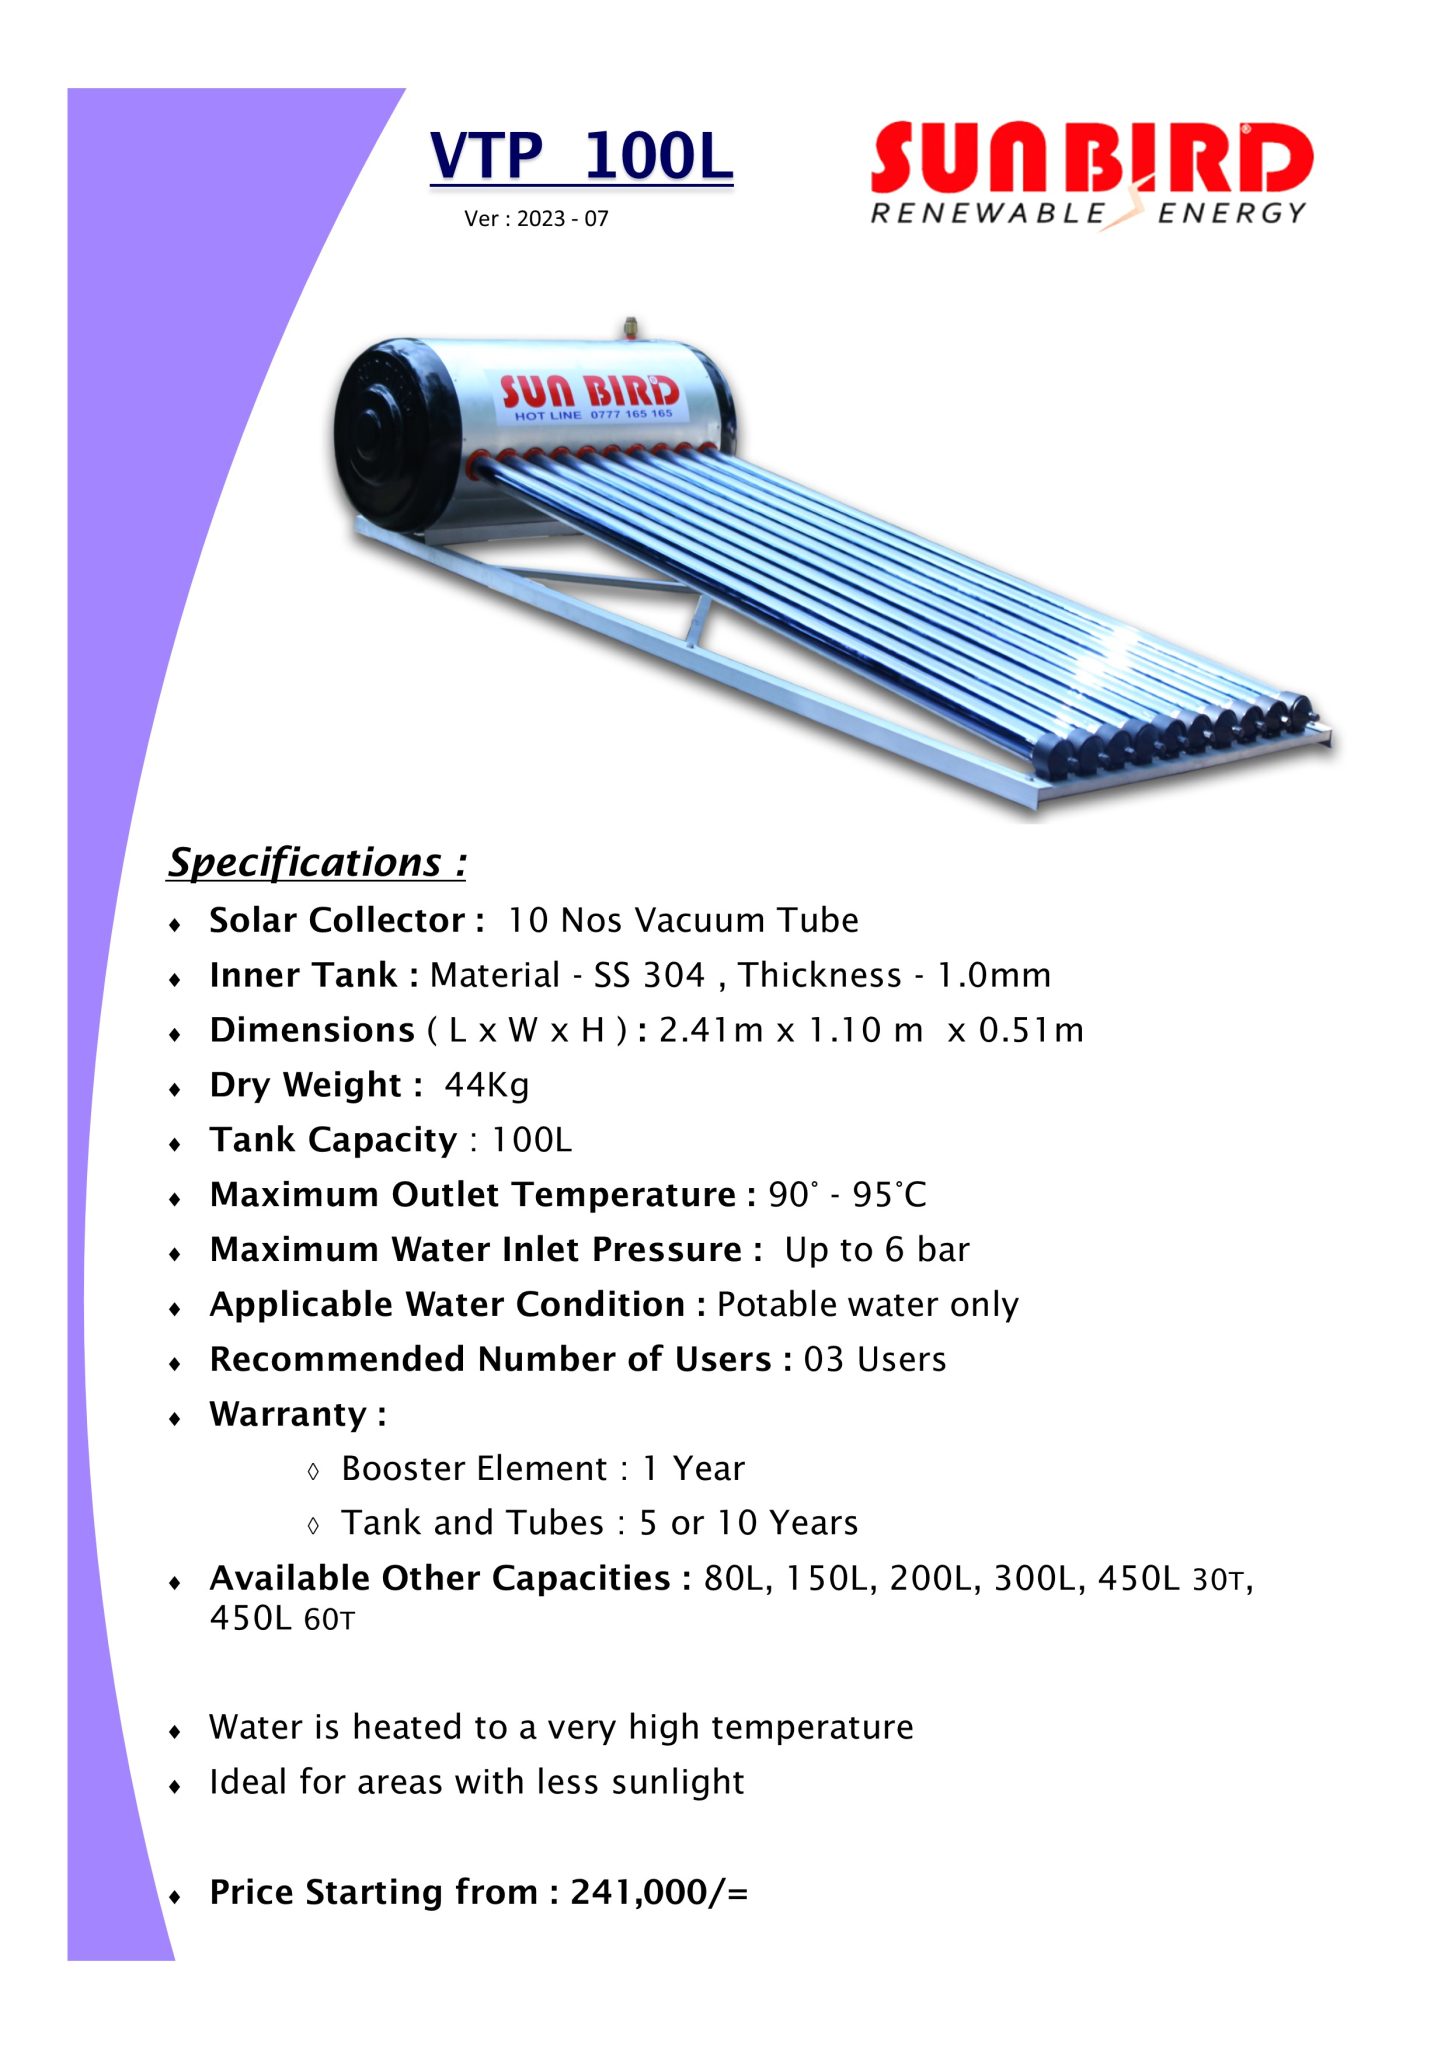 VTP 100L
Ver : 2023 - 07
SUN BIRD®
RENEWABLE ENERGY
SUN BIRD®
HOT LINE 0777 165 165
Specifications :
♦ Solar Collector : 10 Nos Vacuum Tube
♦ Inner Tank : Material - SS 304 , Thickness - 1.0mm
♦ Dimensions ( L x W x H ) : 2.41m x 1.10 m x 0.51m
♦ Dry Weight : 44Kg
♦ Tank Capacity : 100L
♦ Maximum Outlet Temperature : 90˚ - 95˚C
♦ Maximum Water Inlet Pressure : Up to 6 bar
♦ Applicable Water Condition : Potable water only
♦ Recommended Number of Users : 03 Users
♦ Warranty :
◊ Booster Element : 1 Year
◊ Tank and Tubes : 5 or 10 Years
♦ Available Other Capacities : 80L, 150L, 200L, 300L, 450L 30T,
450L 60T
♦ Water is heated to a very high temperature
♦ Ideal for areas with less sunlight
♦ Price Starting from : 241,000/=